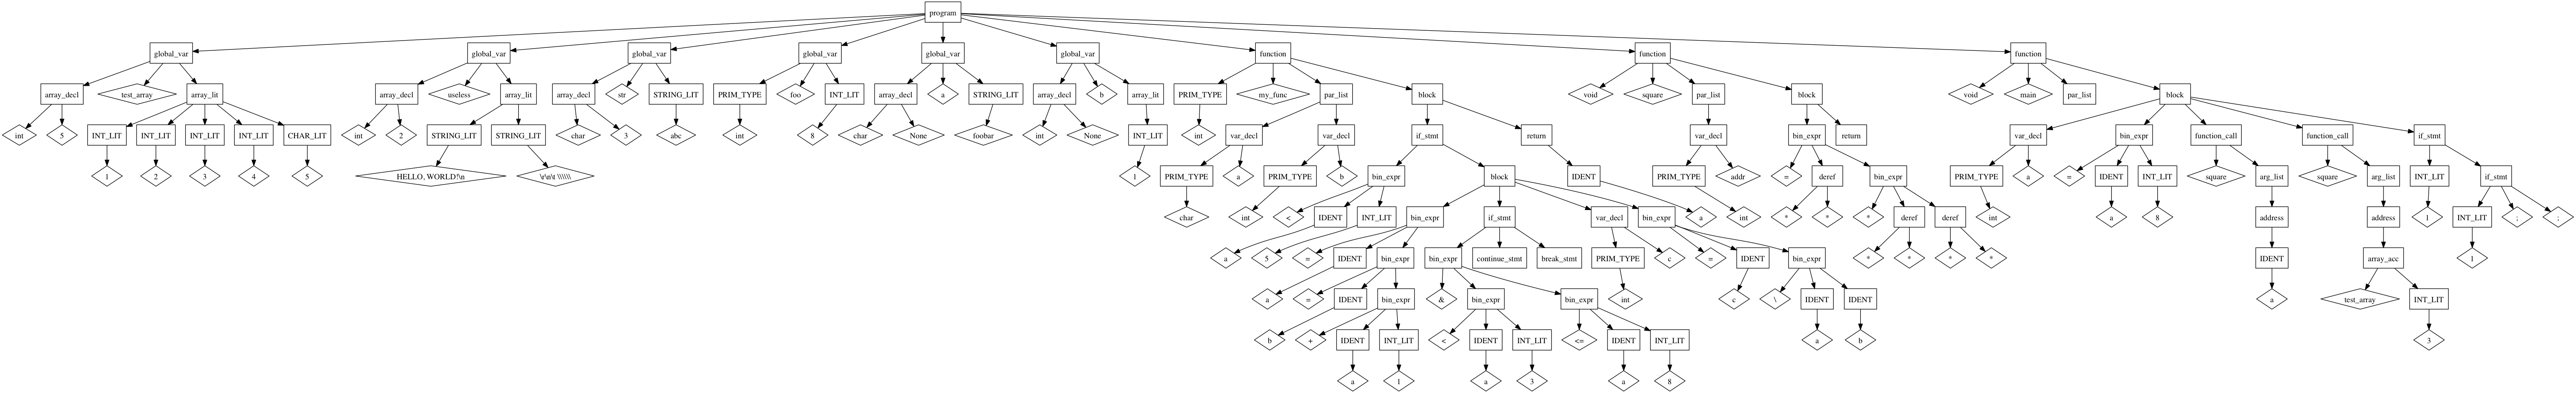 program
global_var global_var global_var global_var global_var global_var function function function
array_decl test_array array_lit array_decl useless array_lit array_decl str STRING_LIT PRIM_TYPE foo INT_LIT array_decl a STRING_LIT array_decl b array_lit PRIM_TYPE my_func par_list block void square par_list block void main par_list block
int 5 INT_LIT INT_LIT INT_LIT INT_LIT CHAR_LIT int 2 STRING_LIT STRING_LIT char 3 abc int 8 char None foobar int None INT_LIT int var_decl var_decl if_stmt return var_decl bin_expr return var_decl bin_expr function_call function_call if_stmt
1 2 3 4 5 HELLO, WORLD!\n \r\n\t \\\\\\ 1 PRIM_TYPE a PRIM_TYPE b bin_expr block IDENT PRIM_TYPE addr = deref bin_expr PRIM_TYPE a = IDENT INT_LIT square arg_list square arg_list INT_LIT if_stmt
char int < IDENT INT_LIT bin_expr if_stmt var_decl bin_expr a int * * * deref deref int a 8 address address 1 INT_LIT ; ;
a 5 = IDENT bin_expr bin_expr continue_stmt break_stmt PRIM_TYPE c = IDENT bin_expr * * * * IDENT array_acc 1
a = IDENT bin_expr & bin_expr bin_expr int c \ IDENT IDENT a test_array INT_LIT
b + IDENT INT_LIT < IDENT INT_LIT <= IDENT INT_LIT a b 3
a 1 a 3 a 8